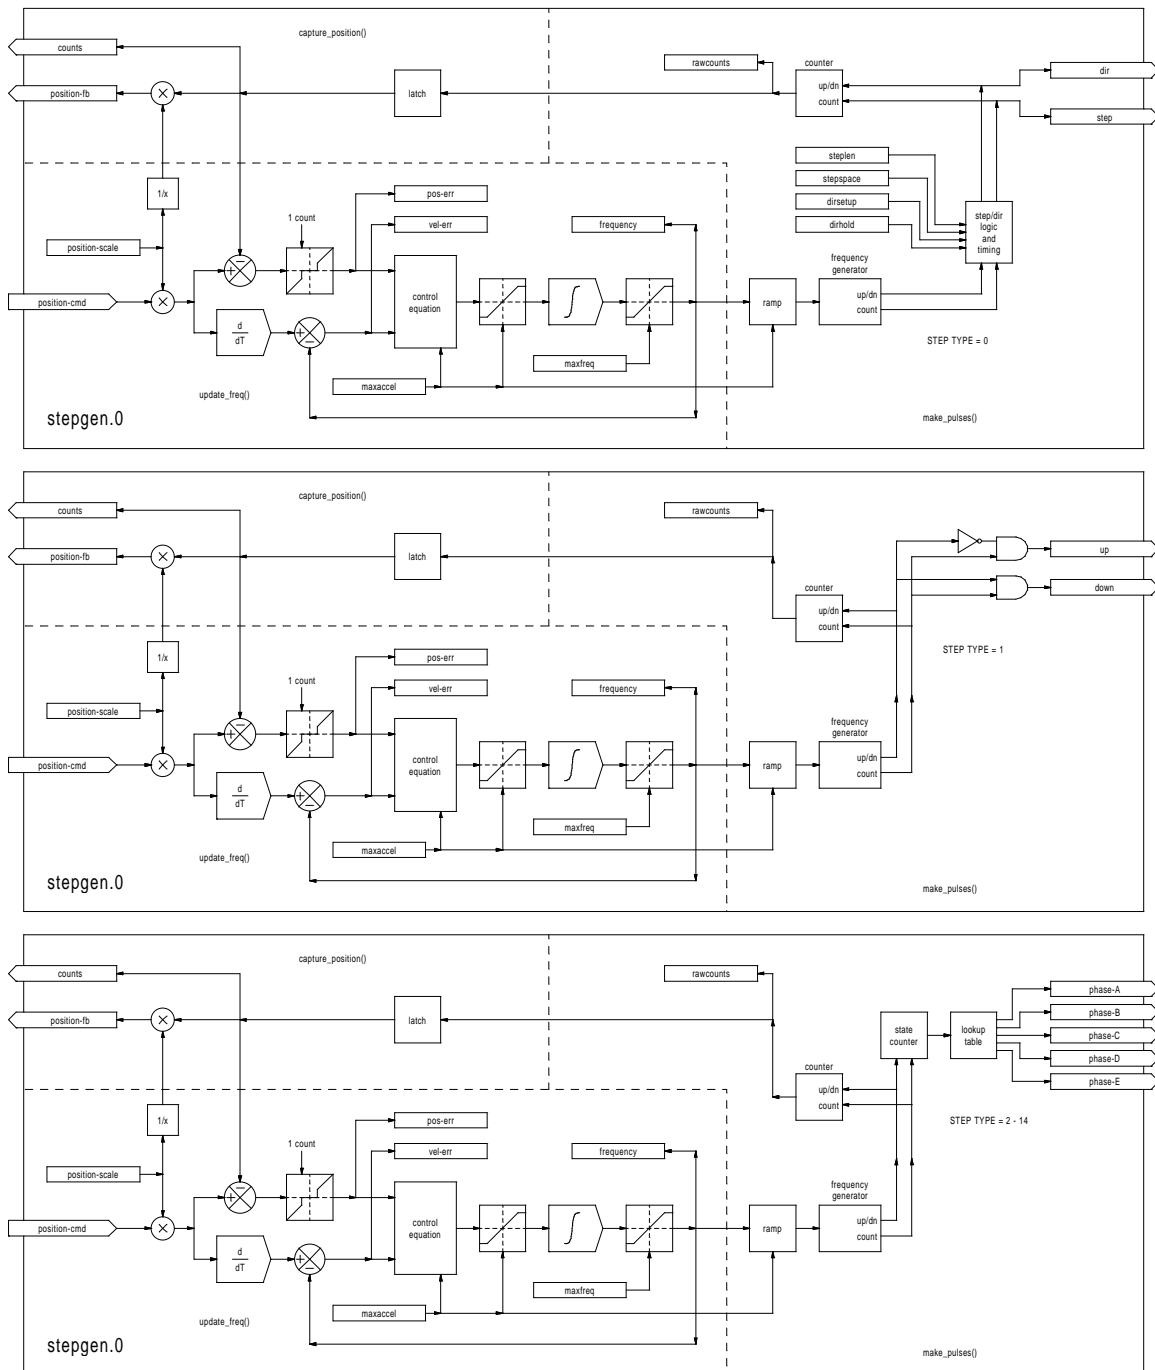 capture_position()
counts
rawcounts
counter
dir
position-fb
latch
up/dn
count
step
steplen
stepspace
dirsetup
dirhold
step/dir
logic
and
timing
1/x
pos-err
vel-err
1 count
frequency
position-scale
frequency
generator
control
equation
position-cmd
d
dT
ramp
up/dn
count
STEP TYPE = 0
maxfreq
maxaccel
update_freq()
stepgen.0
make_pulses()
capture_position()
counts
rawcounts
position-fb
latch
up
down
counter
up/dn
count
STEP TYPE = 1
1/x
pos-err
vel-err
1 count
frequency
position-scale
frequency
generator
control
equation
position-cmd
d
dT
ramp
up/dn
count
maxfreq
maxaccel
update_freq()
stepgen.0
make_pulses()
capture_position()
counts
rawcounts
position-fb
latch
state
counter
lookup
table
phase-A
phase-B
phase-C
phase-D
phase-E
counter
up/dn
count
STEP TYPE = 2 - 14
1/x
pos-err
vel-err
1 count
frequency
position-scale
frequency
generator
control
equation
position-cmd
d
dT
ramp
up/dn
count
maxfreq
maxaccel
update_freq()
stepgen.0
make_pulses()